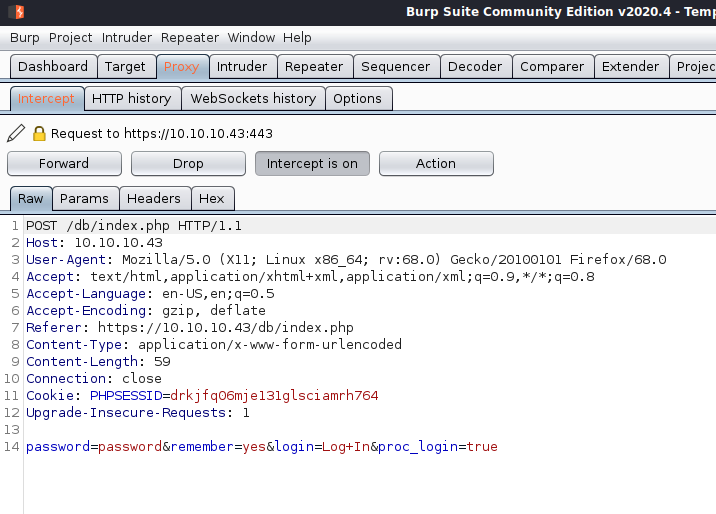 Burp Suite Community Edition v2020.4 - Temp
Burp Project Intruder Repeater Window Help
Dashboard Target Proxy Intruder Repeater Sequencer Decoder Comparer Extender Projec
Intercept HTTP history WebSockets history Options
Request to https://10.10.10.43:443
Forward Drop Intercept is on Action
Raw Params Headers Hex
1 POST /db/index.php HTTP/1.1
2 Host: 10.10.10.43
3 User-Agent: Mozilla/5.0 (X11; Linux x86_64; rv:68.0) Gecko/20100101 Firefox/68.0
4 Accept: text/html,application/xhtml+xml,application/xml;q=0.9,*/*;q=0.8
5 Accept-Language: en-US,en;q=0.5
6 Accept-Encoding: gzip, deflate
7 Referer: https://10.10.10.43/db/index.php
8 Content-Type: application/x-www-form-urlencoded
9 Content-Length: 59
10 Connection: close
11 Cookie: PHPSESSID=drkjfq06mje131glsciamrh764
12 Upgrade-Insecure-Requests: 1
13
14 password=password&remember=yes&login=Log+In&proc_login=true